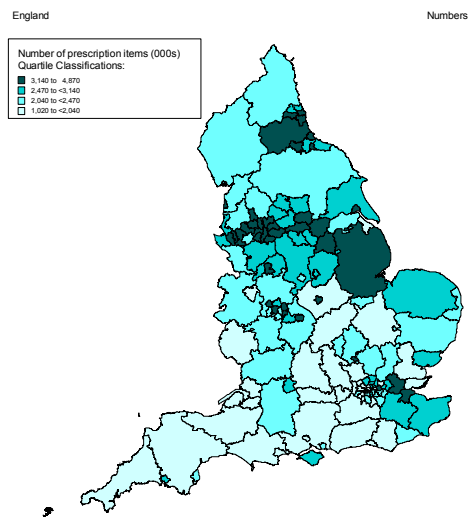 England Numbers
Number of prescription items (000s)
Quartile Classifications:
3,140 to 4,870
2,470 to <3,140
2,040 to <2,470
1,020 to <2,040